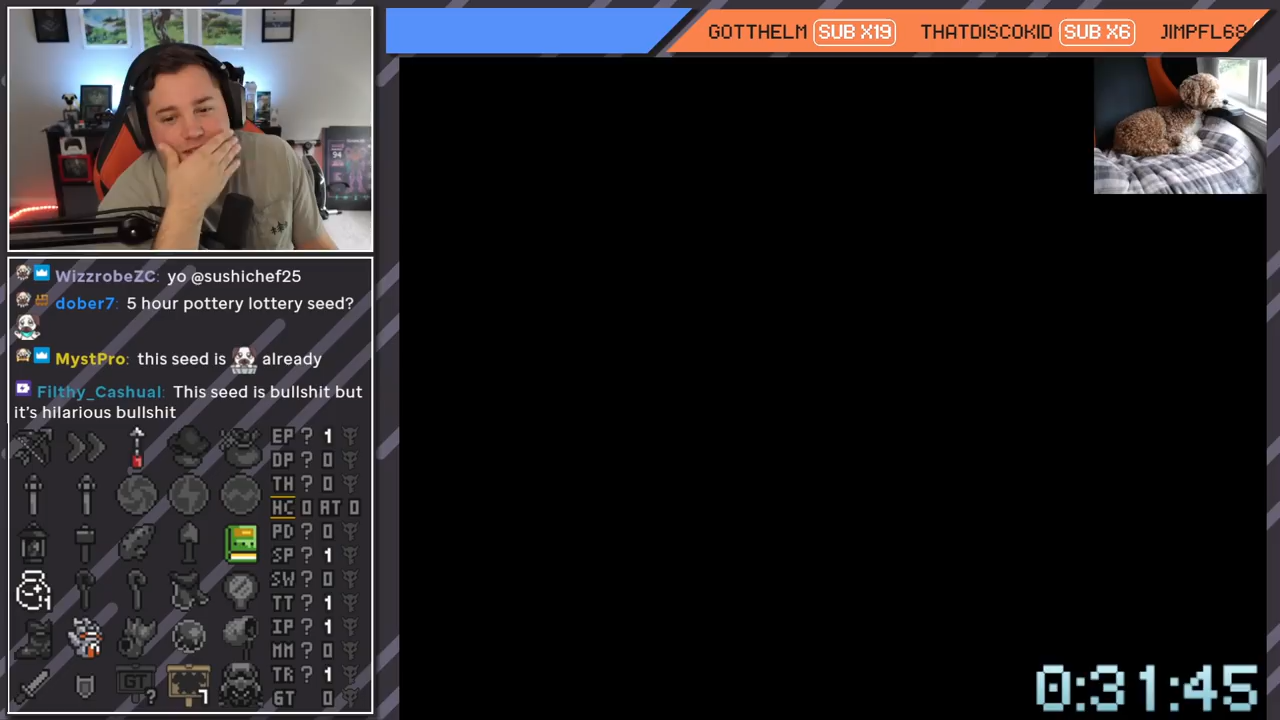 GOTTHELM SUB X19 THATDISCOKID SUB X6 JIMPFL68
WizzrobeZC: yo @sushichef25
dober7: 5 hour pottery lottery seed?
MystPro: this seed is already
Filthy_Cashual: This seed is bullshit but
it's hilarious bullshit
EP ? 1
DP ? 0
TH ? 0
HC 0 AT 0
PD ? 0
SP ? 1
SW ? 0
TT ? 1
1
IP ? 1
MM ? 0
TR ? 1
GT ? 1
GT 0
94
0:31:45